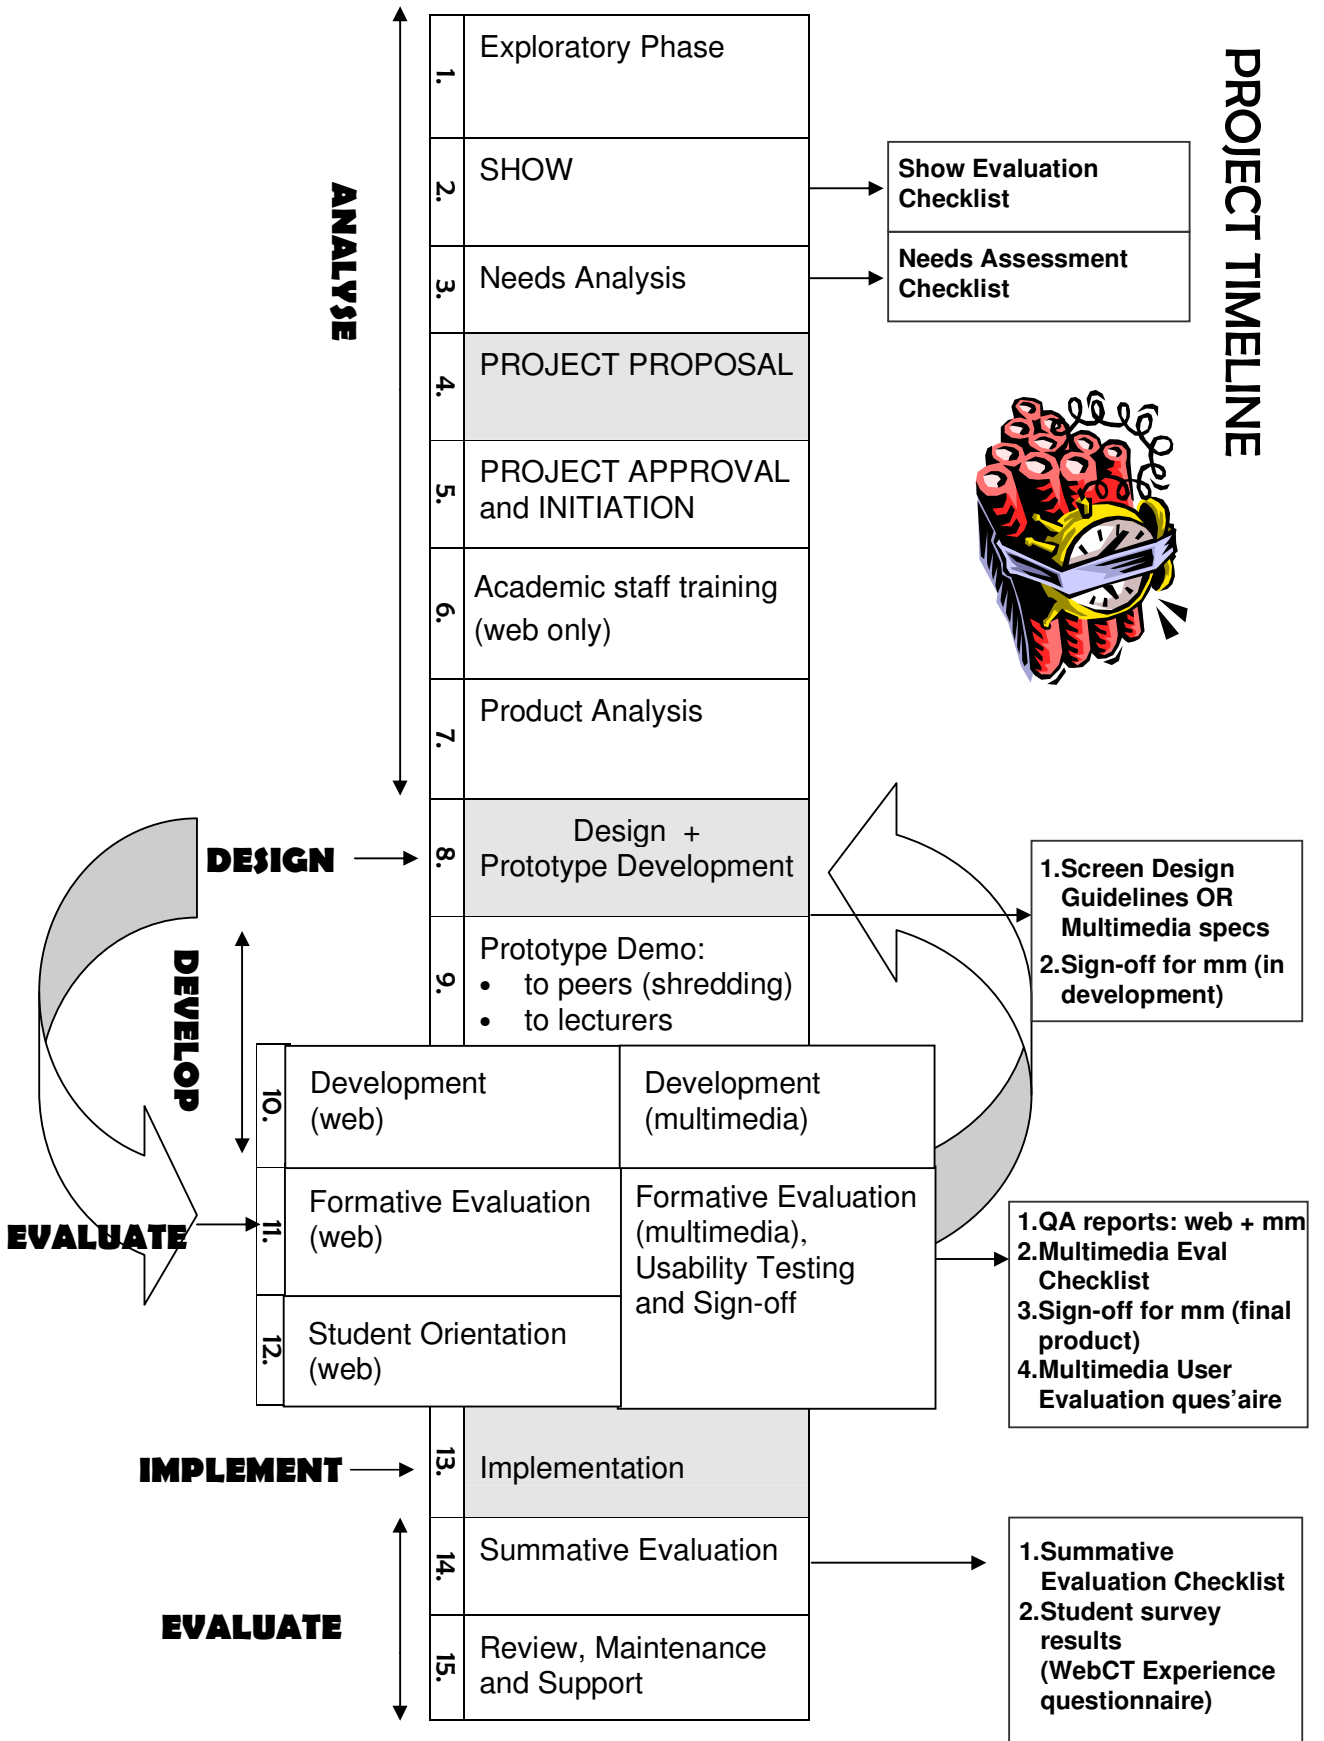 PROJECT TIMELINE
ANALYSE
1.
Exploratory Phase
2.
SHOW
Show Evaluation
Checklist
3.
Needs Analysis
Needs Assessment
Checklist
4.
PROJECT PROPOSAL
5.
PROJECT APPROVAL
and INITIATION
6.
Academic staff training
(web only)
7.
Product Analysis
DESIGN
8.
Design +
Prototype Development
1.Screen Design
Guidelines OR
Multimedia specs
2.Sign-off for mm (in
development)
DEVELOP
9.
Prototype Demo:
• to peers (shredding)
• to lecturers
10.
Development
(web)
Development
(multimedia)
EVALUATE
11.
Formative Evaluation
(web)
Formative Evaluation
(multimedia),
Usability Testing
and Sign-off
1.QA reports: web + mm
2.Multimedia Eval
Checklist
3.Sign-off for mm (final
product)
4.Multimedia User
Evaluation ques’aire
12.
Student Orientation
(web)
IMPLEMENT
13.
Implementation
EVALUATE
14.
Summative Evaluation
1.Summative
Evaluation Checklist
2.Student survey
results
(WebCT Experience
questionnaire)
15.
Review, Maintenance
and Support